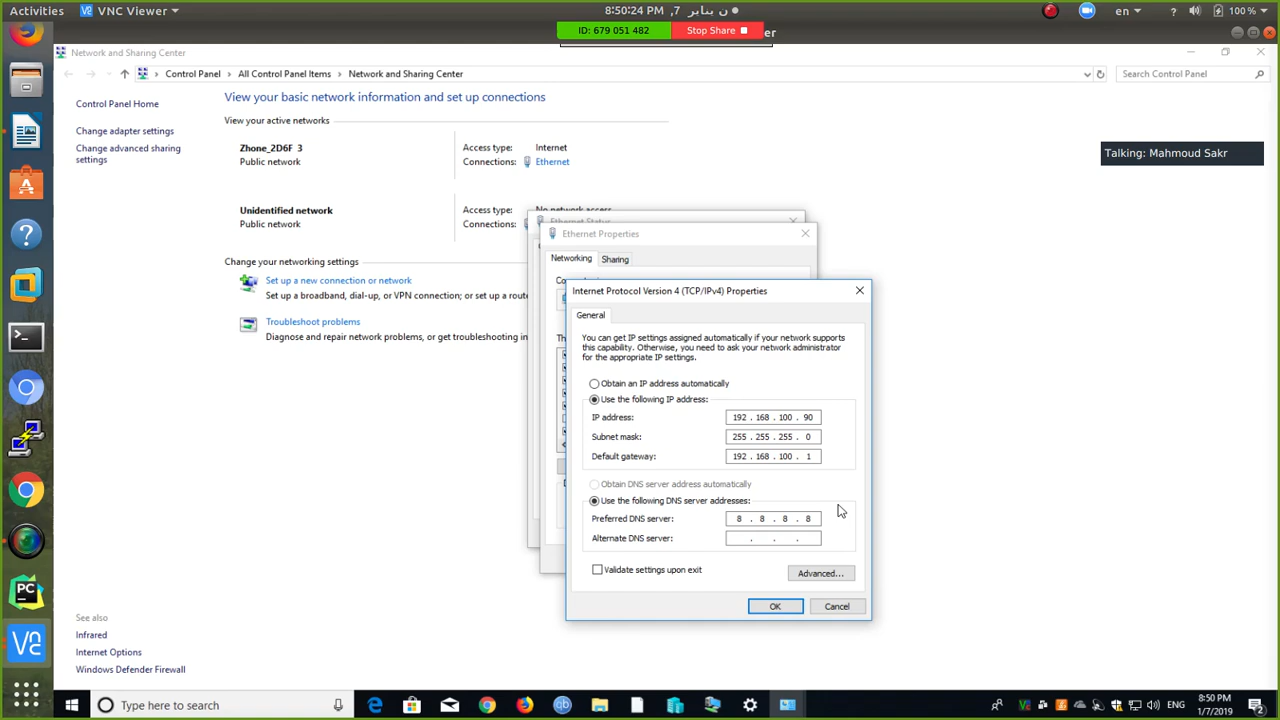 Activities
VNC Viewer
8:50:24 PM ,7 يناير ن
en
?
100 %
ID: 679 051 482
Stop Share
er
Network and Sharing Center
Control Panel
All Control Panel Items
Network and Sharing Center
Search Control Panel
Control Panel Home
Change adapter settings
Change advanced sharing
settings
View your basic network information and set up connections
View your active networks
Zhone_2D6F 3
Public network
Access type:
Internet
Connections:
Ethernet
Talking: Mahmoud Sakr
Unidentified network
Public network
Access type:
No network access
Connections:
Change your networking settings
Set up a new connection or network
Set up a broadband, dial-up, or VPN connection; or set up a route
Troubleshoot problems
Diagnose and repair network problems, or get troubleshooting in
Ethernet Status
Ethernet Properties
Networking
Sharing
Internet Protocol Version 4 (TCP/IPv4) Properties
General
You can get IP settings assigned automatically if your network supports
this capability. Otherwise, you need to ask your network administrator
for the appropriate IP settings.
Obtain an IP address automatically
Use the following IP address:
IP address:
192 . 168 . 100 . 90
Subnet mask:
255 . 255 . 255 . 0
Default gateway:
192 . 168 . 100 . 1
Obtain DNS server address automatically
Use the following DNS server addresses:
Preferred DNS server:
8 . 8 . 8 . 8
Alternate DNS server:
. . .
Validate settings upon exit
Advanced...
OK
Cancel
See also
Infrared
Internet Options
Windows Defender Firewall
Type here to search
8:50 PM
1/7/2019
2